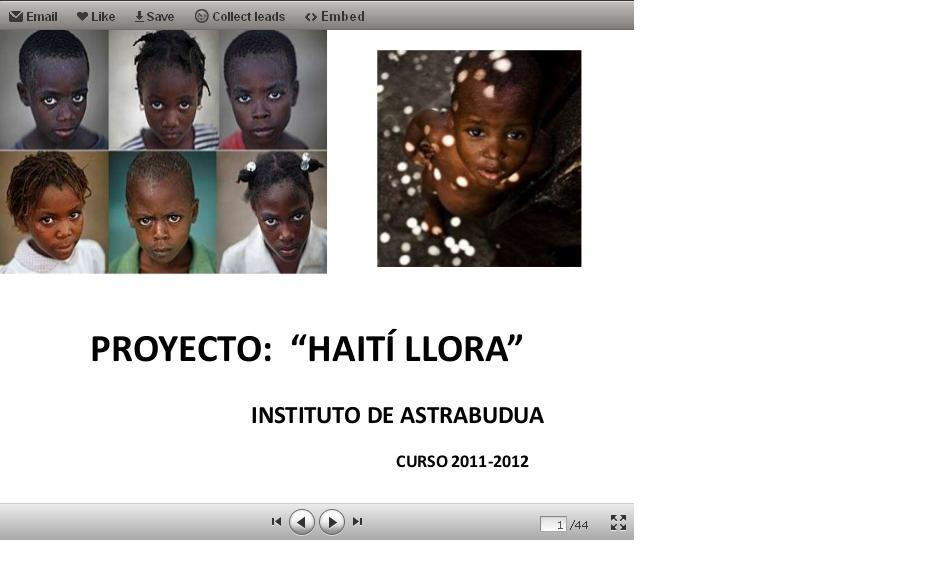 Email Like Save Collect leads Embed
PROYECTO: “HAITÍ LLORA”
INSTITUTO DE ASTRABUDUA
CURSO 2011-2012
1 /44